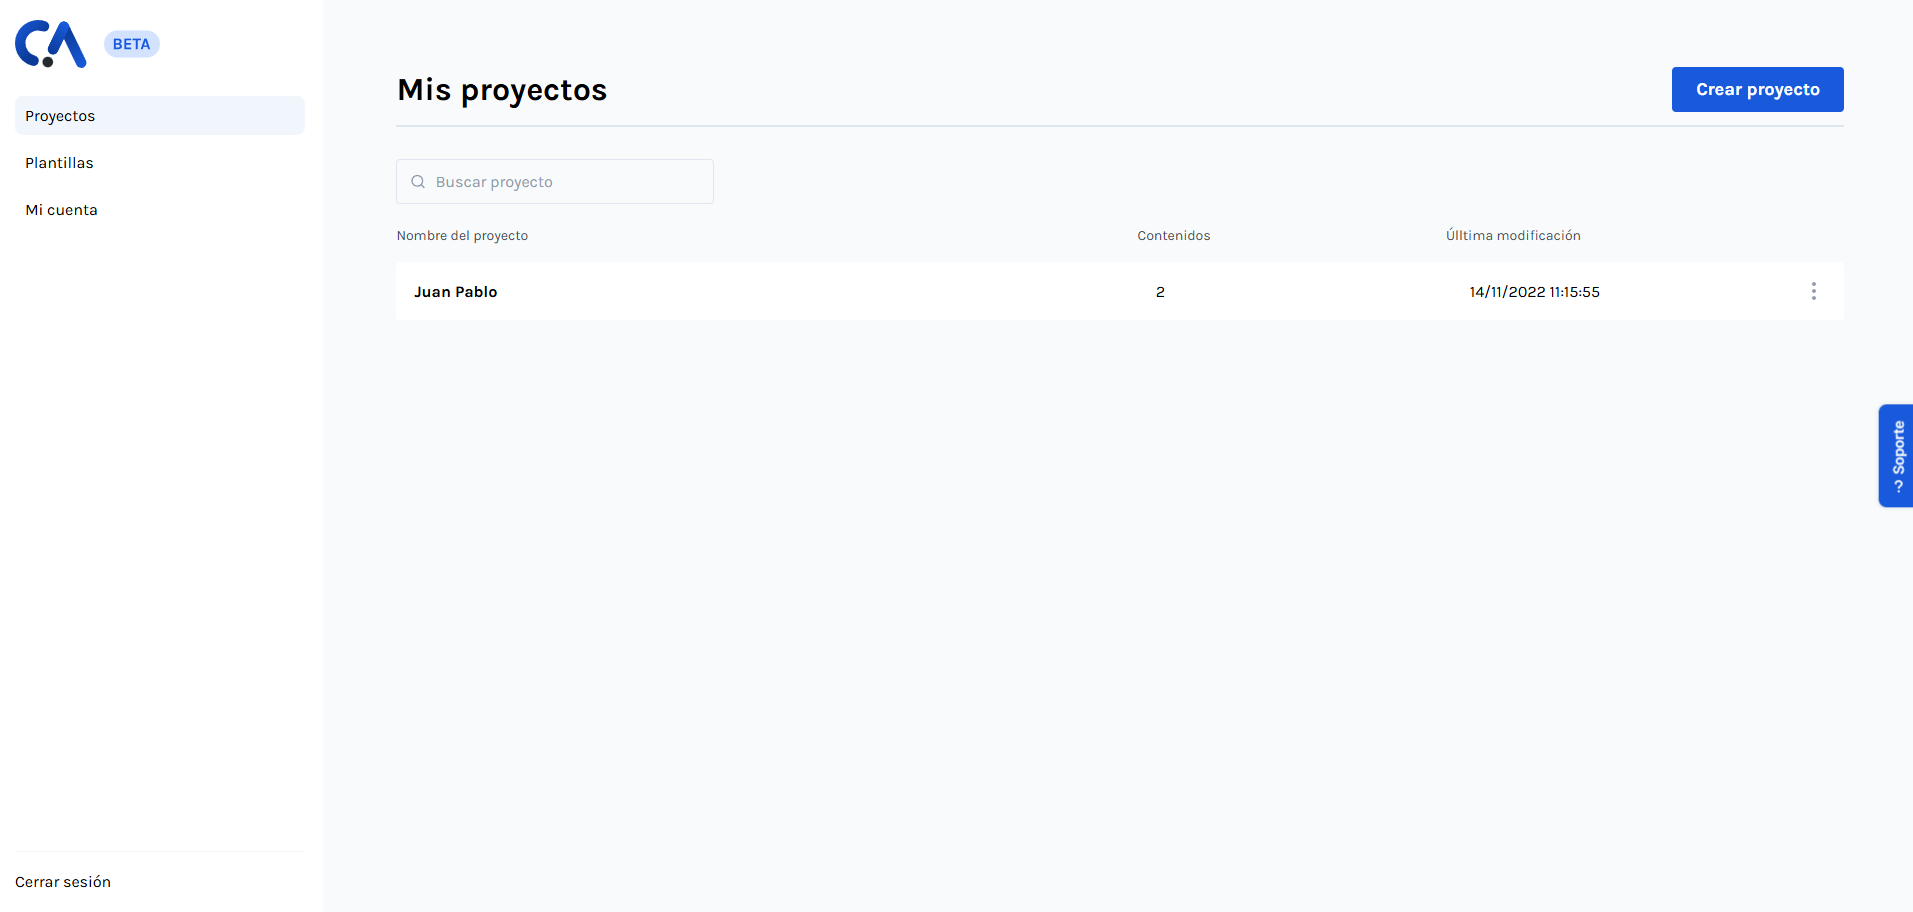 CA BETA
Proyectos
Plantillas
Mi cuenta
Cerrar sesión
Mis proyectos
Crear proyecto
Buscar proyecto
Nombre del proyecto Contenidos Úlltima modificación
Juan Pablo 2 14/11/2022 11:15:55
? Soporte